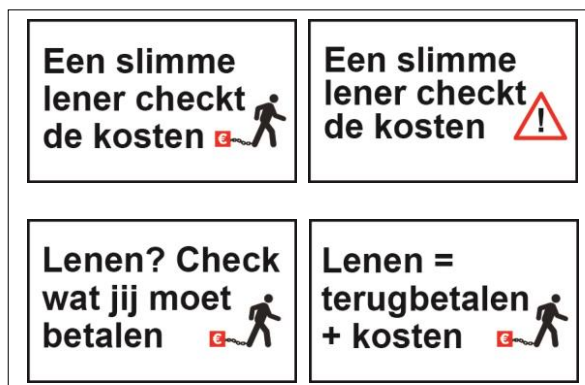 Een slimme
lener checkt
de kosten €
Een slimme
lener checkt
de kosten !
Lenen? Check
wat jij moet
betalen €
Lenen =
terugbetalen
+ kosten €